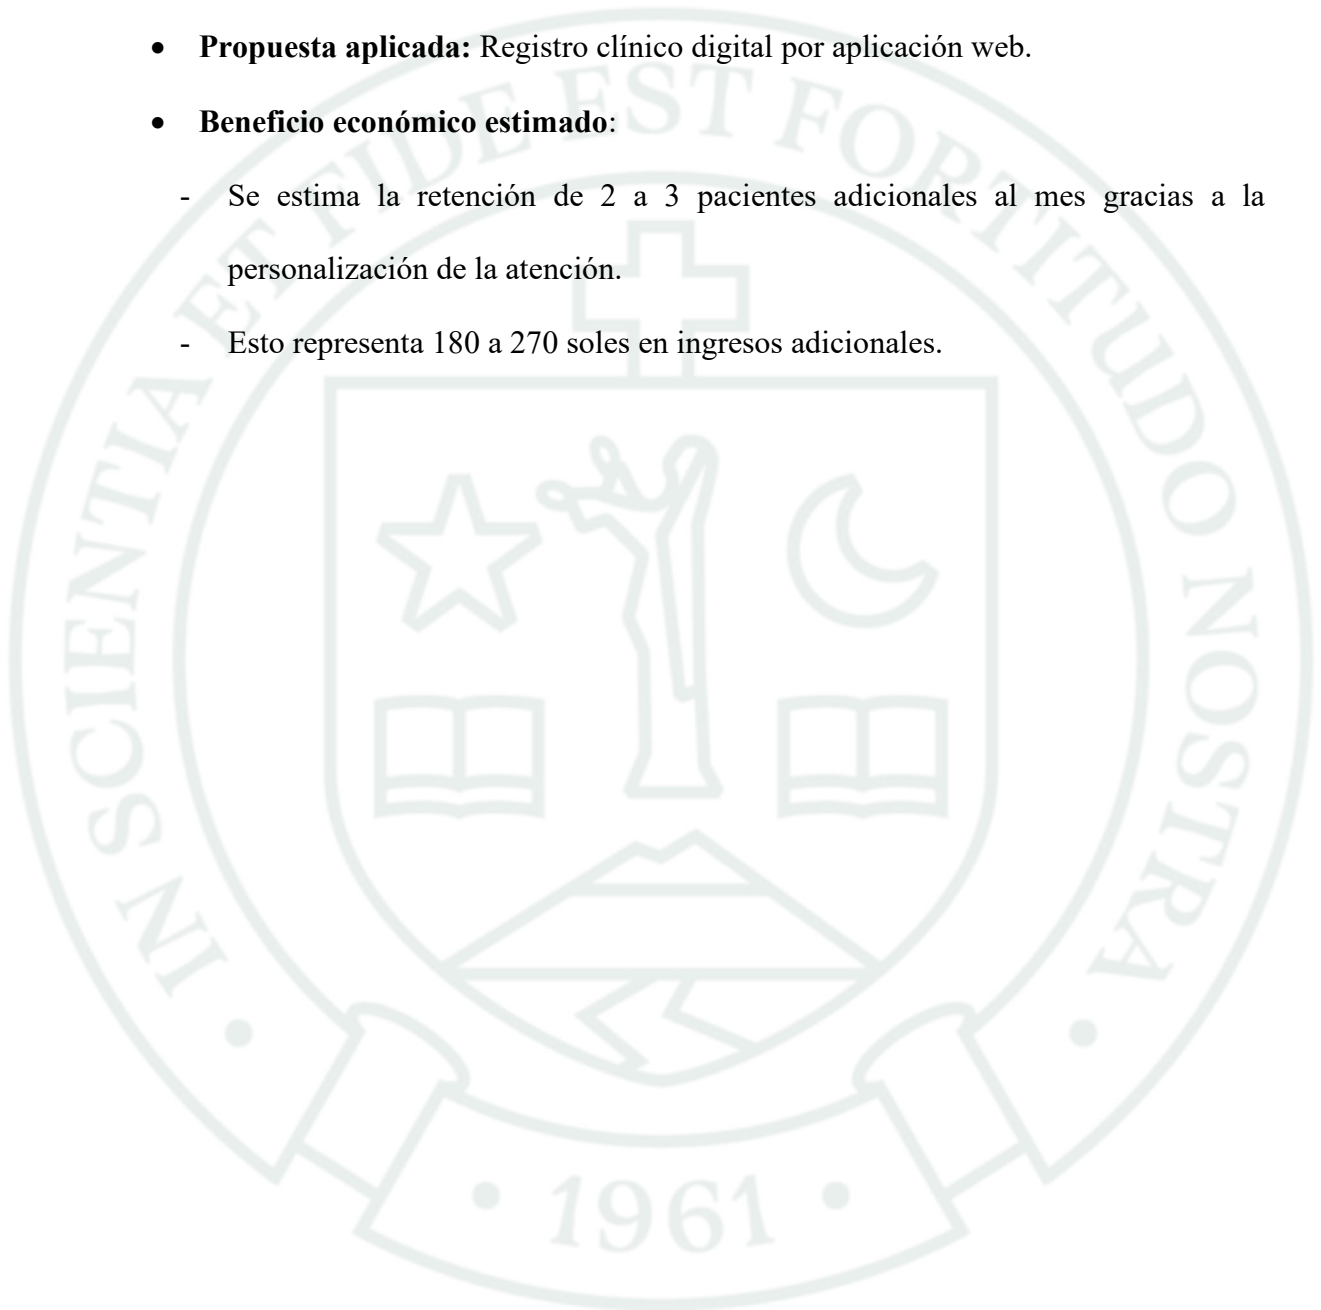 • Propuesta aplicada: Registro clínico digital por aplicación web.
• Beneficio económico estimado:
- Se estima la retención de 2 a 3 pacientes adicionales al mes gracias a la
personalización de la atención.
- Esto representa 180 a 270 soles en ingresos adicionales.
IN SCIENTIA ET FIDE EST FORTITUDO NOSTRA
• 1961 •